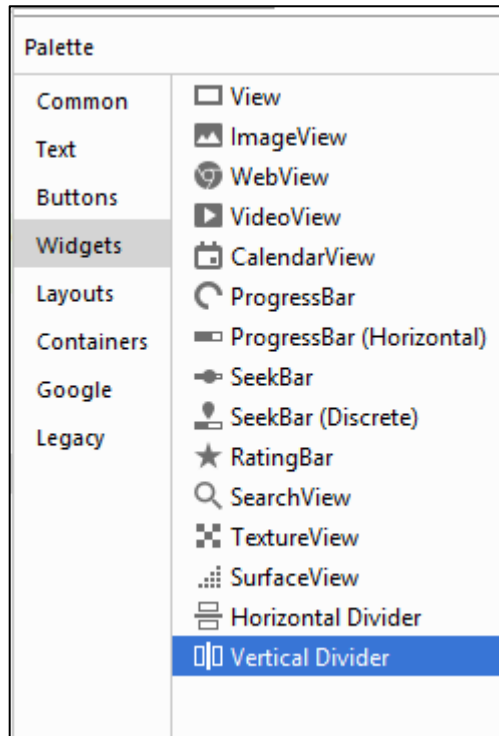 Palette
Common
Text
Buttons
Widgets
Layouts
Containers
Google
Legacy
View
ImageView
WebView
VideoView
CalendarView
ProgressBar
ProgressBar (Horizontal)
SeekBar
SeekBar (Discrete)
RatingBar
SearchView
TextureView
SurfaceView
Horizontal Divider
Vertical Divider